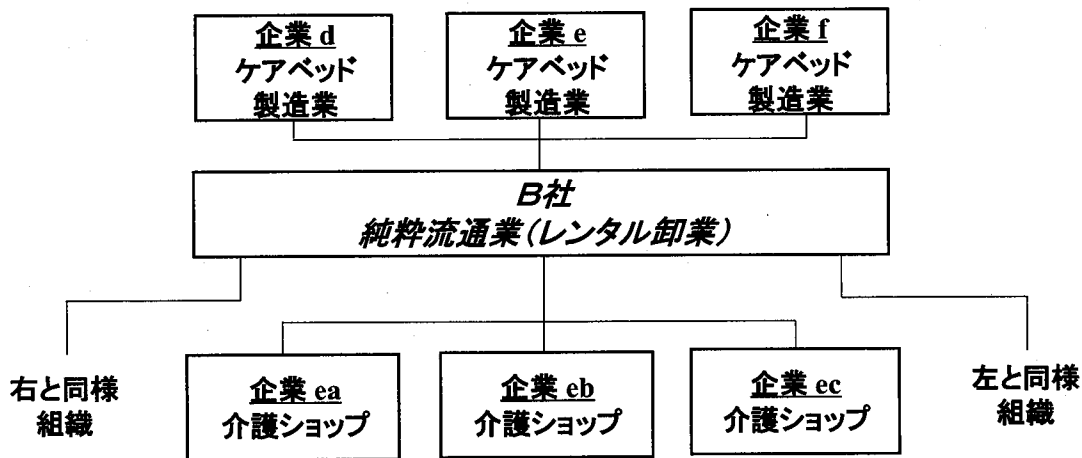 企業 d
ケアベッド
製造業
企業 e
ケアベッド
製造業
企業 f
ケアベッド
製造業
B社
純粋流通業(レンタル卸業)
右と同様
組織
企業 ea
介護ショップ
企業 eb
介護ショップ
企業 ec
介護ショップ
左と同様
組織